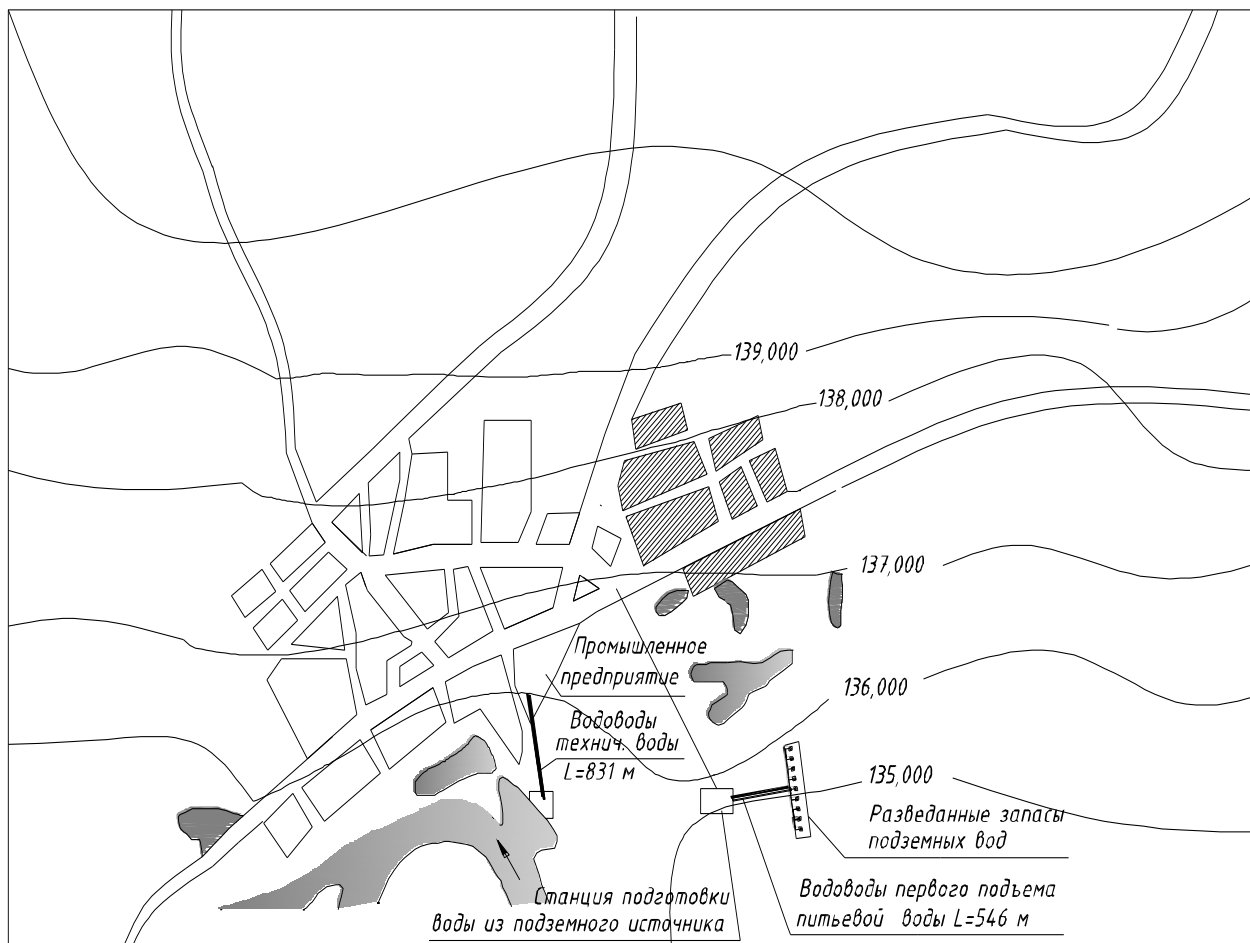 139,000
138,000
137,000
Промышленное
предприятие
136,000
Водоводы
технич. воды
L=831 м
135,000
Разведанные запасы
подземных вод
Станция подготовки
воды из подземного источника
Водоводы первого подъема
питьевой воды L=546 м